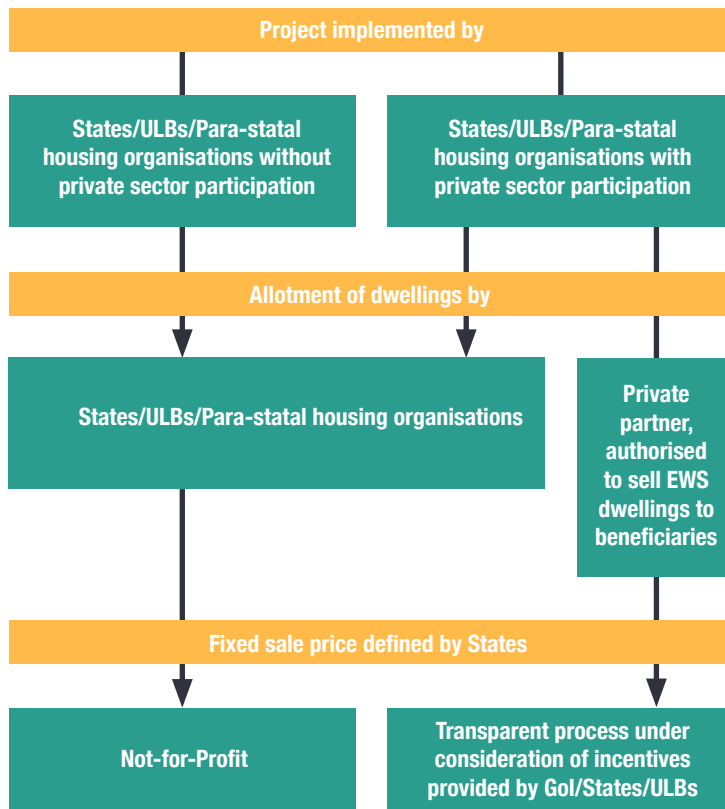 Project implemented by
States/ULBs/Para-statal
housing organisations without
private sector participation
States/ULBs/Para-statal
housing organisations with
private sector participation
Allotment of dwellings by
States/ULBs/Para-statal housing organisations
Private
partner,
authorised
to sell EWS
dwellings to
beneficiaries
Fixed sale price defined by States
Not-for-Profit
Transparent process under
consideration of incentives
provided by GoI/States/ULBs